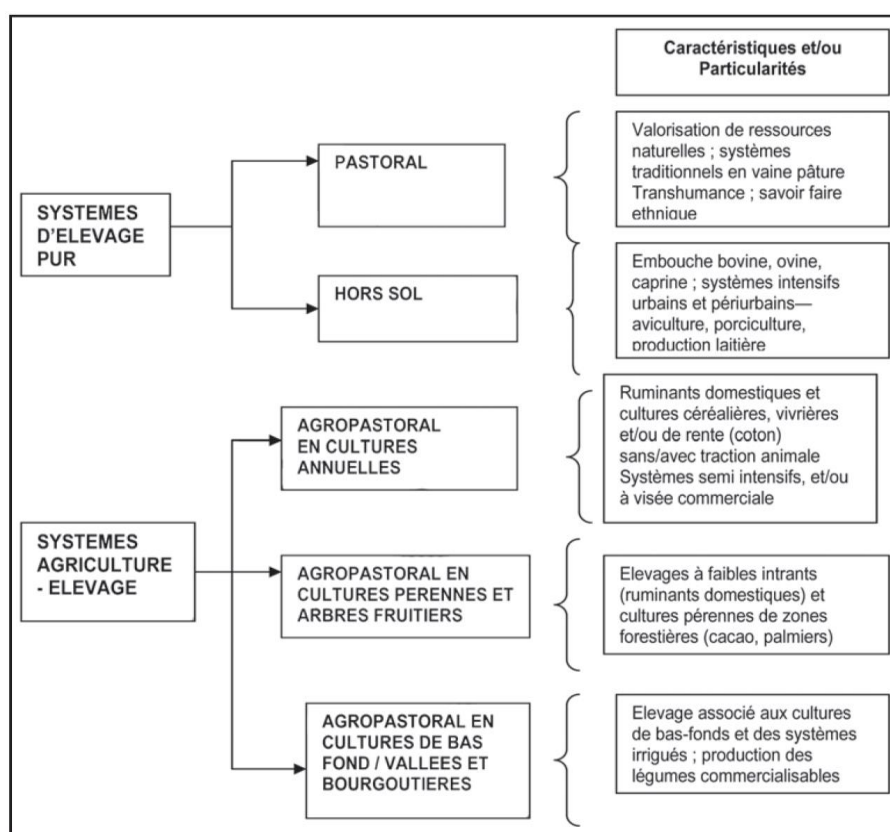 Caractéristiques et/ou
Particularités
SYSTEMES
D'ELEVAGE
PUR
PASTORAL
Valorisation de ressources
naturelles ; systèmes
traditionnels en vaine pâture
Transhumance ; savoir faire
ethnique
HORS SOL
Embouche bovine, ovine,
caprine ; systèmes intensifs
urbains et périurbains—
aviculture, porciculture,
production laitière
SYSTEMES
AGRICULTURE
- ELEVAGE
AGROPASTORAL
EN CULTURES
ANNUELLES
Ruminants domestiques et
cultures céréalières, vivrières
et/ou de rente (coton)
sans/avec traction animale
Systèmes semi intensifs, et/ou
à visée commerciale
AGROPASTORAL EN
CULTURES PERENNES ET
ARBRES FRUITIERS
Elevages à faibles intrants
(ruminants domestiques) et
cultures pérennes de zones
forestières (cacao, palmiers)
AGROPASTORAL EN
CULTURES DE BAS
FOND / VALLEES ET
BOURGOUTIERES
Elevage associé aux cultures
de bas-fonds et des systèmes
irrigués ; production des
légumes commercialisables